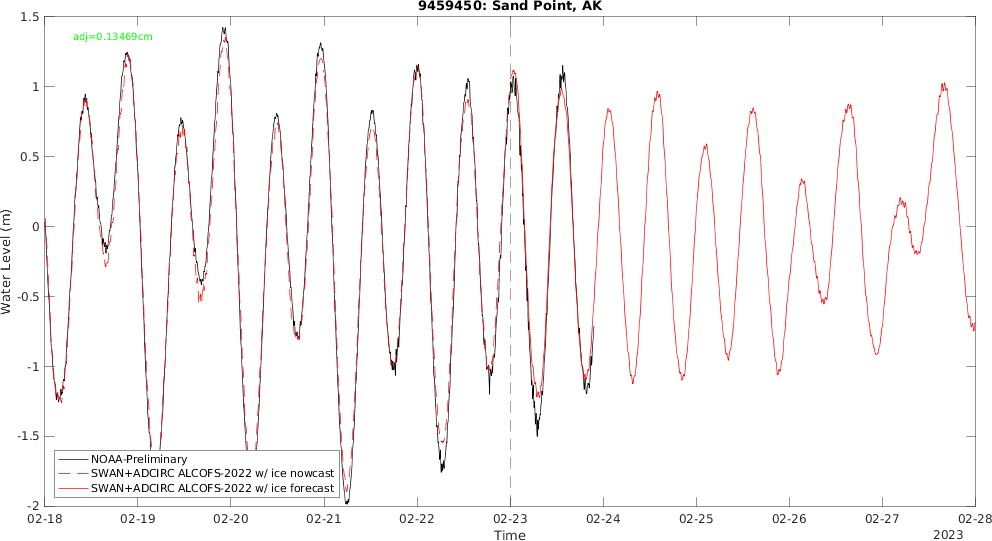 9459450: Sand Point, AK
adj=0.13469cm
Water Level (m)
1.5
1
0.5
0
-0.5
-1
-1.5
-2
NOAA-Preliminary
SWAN+ADCIRC ALCOFS-2022 w/ ice nowcast
SWAN+ADCIRC ALCOFS-2022 w/ ice forecast
02-18 02-19 02-20 02-21 02-22 02-23 02-24 02-25 02-26 02-27 02-28
Time
2023